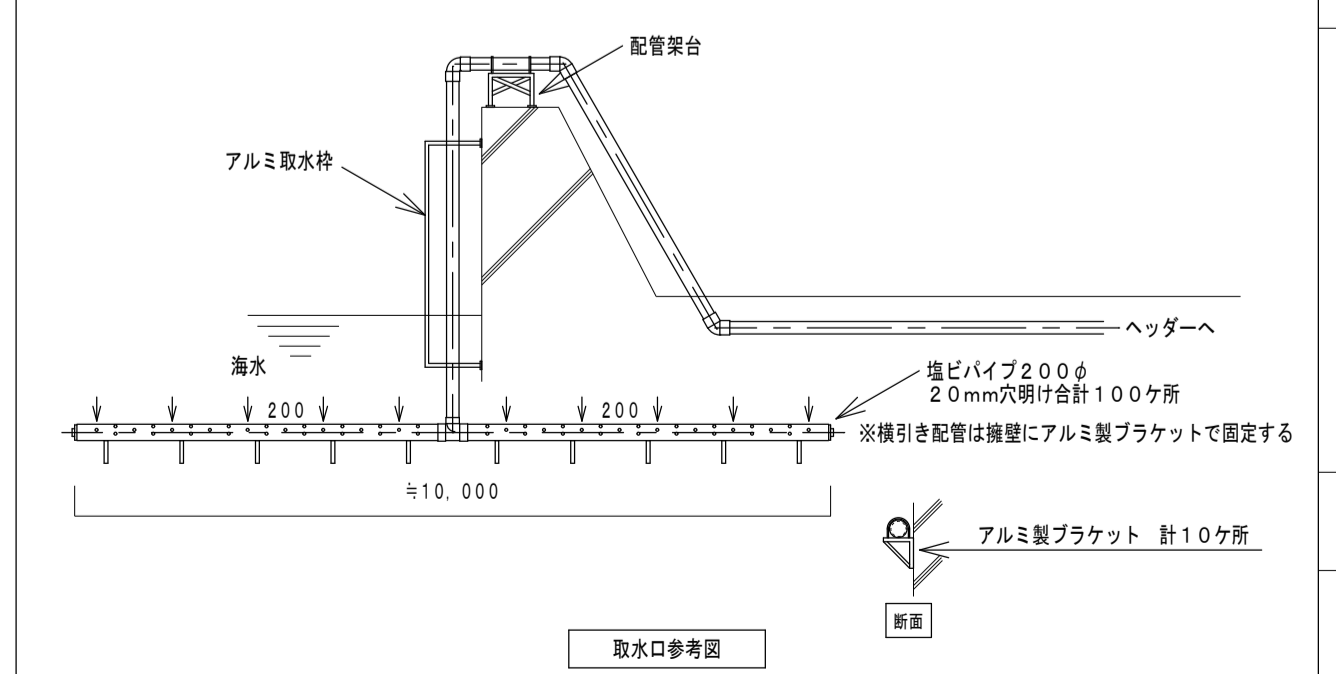 配管架台
アルミ取水枠
ヘッダーへ
海水
塩ビパイプ200φ
20mm穴明け合計100ケ所
200
200
※横引き配管は擁壁にアルミ製ブラケットで固定する
≒10,000
アルミ製ブラケット 計10ケ所
断面
取水口参考図